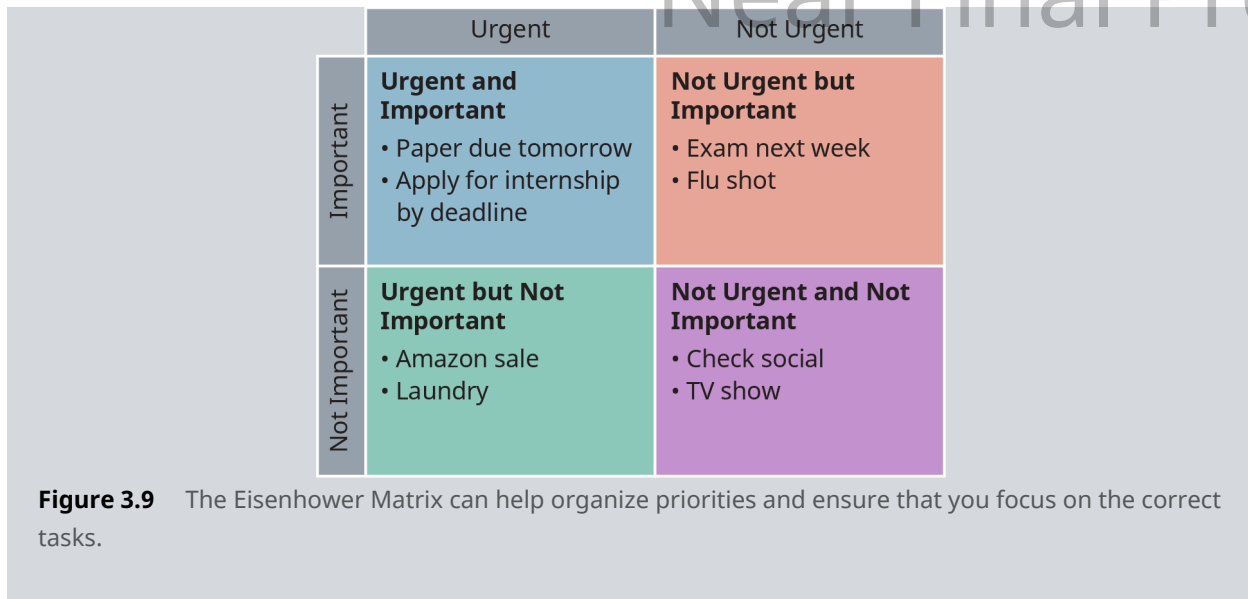 Near Final
Urgent
Not Urgent
Important
Urgent and
Important
• Paper due tomorrow
• Apply for internship
by deadline
Not Urgent but
Important
• Exam next week
• Flu shot
Not Important
Urgent but Not
Important
• Amazon sale
• Laundry
Not Urgent and Not
Important
• Check social
• TV show
Figure 3.9 The Eisenhower Matrix can help organize priorities and ensure that you focus on the correct
tasks.